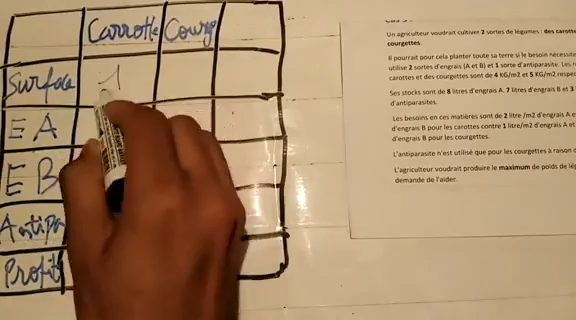 Carrotte Courge
Surface 1
E A
E B
Antipa
Profit
Un agriculteur voudrait cultiver 2 sortes de légumes : des carotte
courgettes.
Il pourrait pour cela planter toute sa terre si le besoin nécessite
utilise 2 sortes d'engrais (A et B) et 1 sorte d'antiparasite. Les
carottes et des courgettes sont de 4 KG/m2 et 5 KG/m2 respe
Ses stocks sont de 8 litres d'engrais A, 7 litres d'engrais B et 3
d'antiparasites.
Les besoins en ces matières sont de 2 litre /m2 d'engrais A e
d'engrais B pour les carottes contre 1 litre/m2 d'engrais A et
d'engrais B pour les courgettes.
L'antiparasite n'est utilisé que pour les courgettes à raison
L'agriculteur voudrait produire le maximum de poids de lé
demande de l'aider.